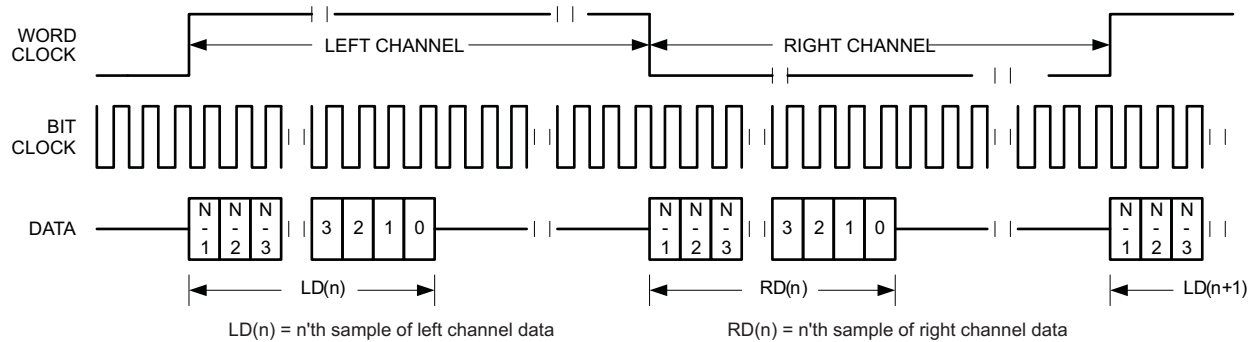 WORD
CLOCK
LEFT CHANNEL
RIGHT CHANNEL
BIT
CLOCK
DATA
N-1 N-2 N-3 3 2 1 0 N-1 N-2 N-3 3 2 1 0 N-1 N-2 N-3
LD(n) RD(n) LD(n+1)
LD(n) = n'th sample of left channel data
RD(n) = n'th sample of right channel data